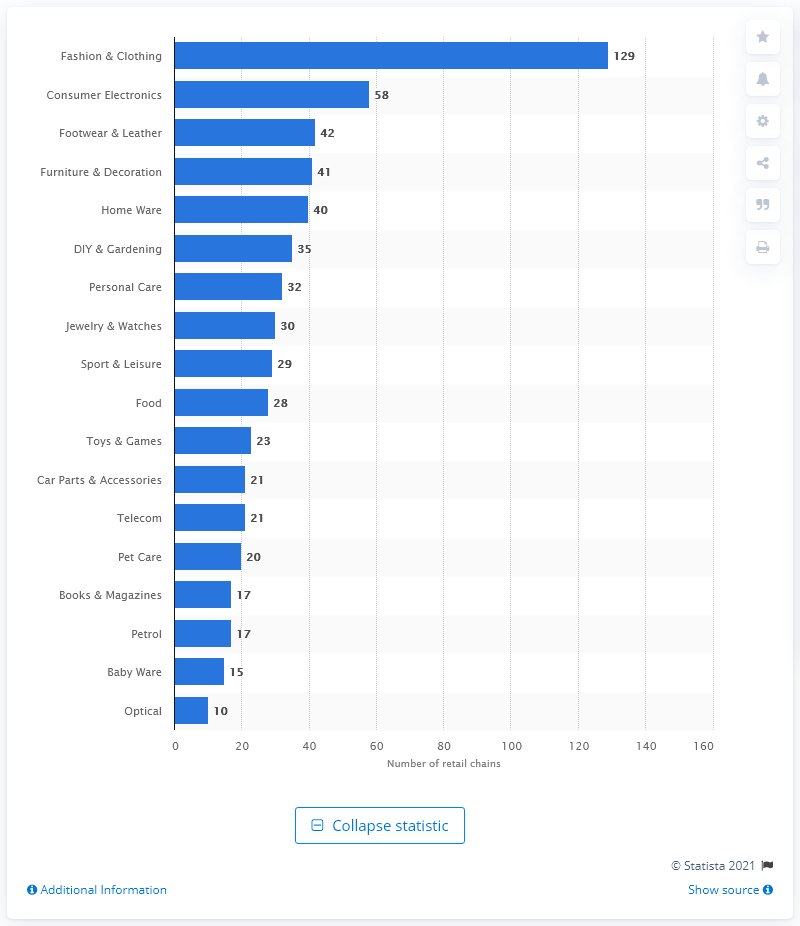 Fashion & Clothing 129
Consumer Electronics 58
Footwear & Leather 42
Furniture & Decoration 41
Home Ware 40
DIY & Gardening 35
Personal Care 32
Jewelry & Watches 30
Sport & Leisure 29
Food 28
Toys & Games 23
Car Parts & Accessories 21
Telecom 21
Pet Care 20
Books & Magazines 17
Petrol 17
Baby Ware 15
Optical 10
0 20 40 60 80 100 120 140 160
Number of retail chains
Collapse statistic
© Statista 2021
Additional Information Show source